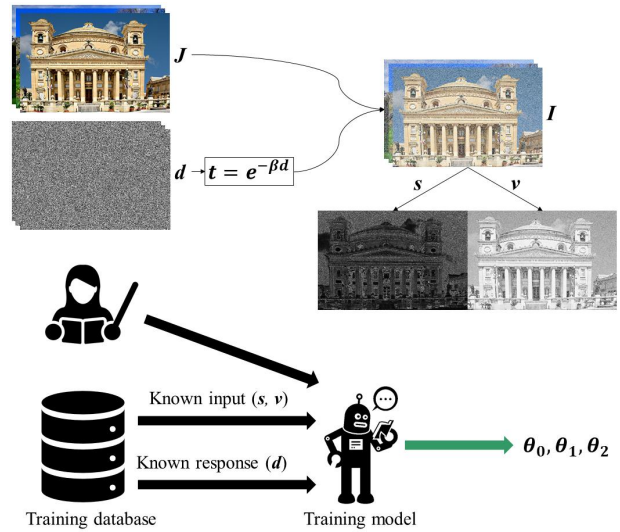 J
d
t = e^{-βd}
I
s
v
Known input (s, v)
Known response (d)
θ₀, θ₁, θ₂
Training database
Training model